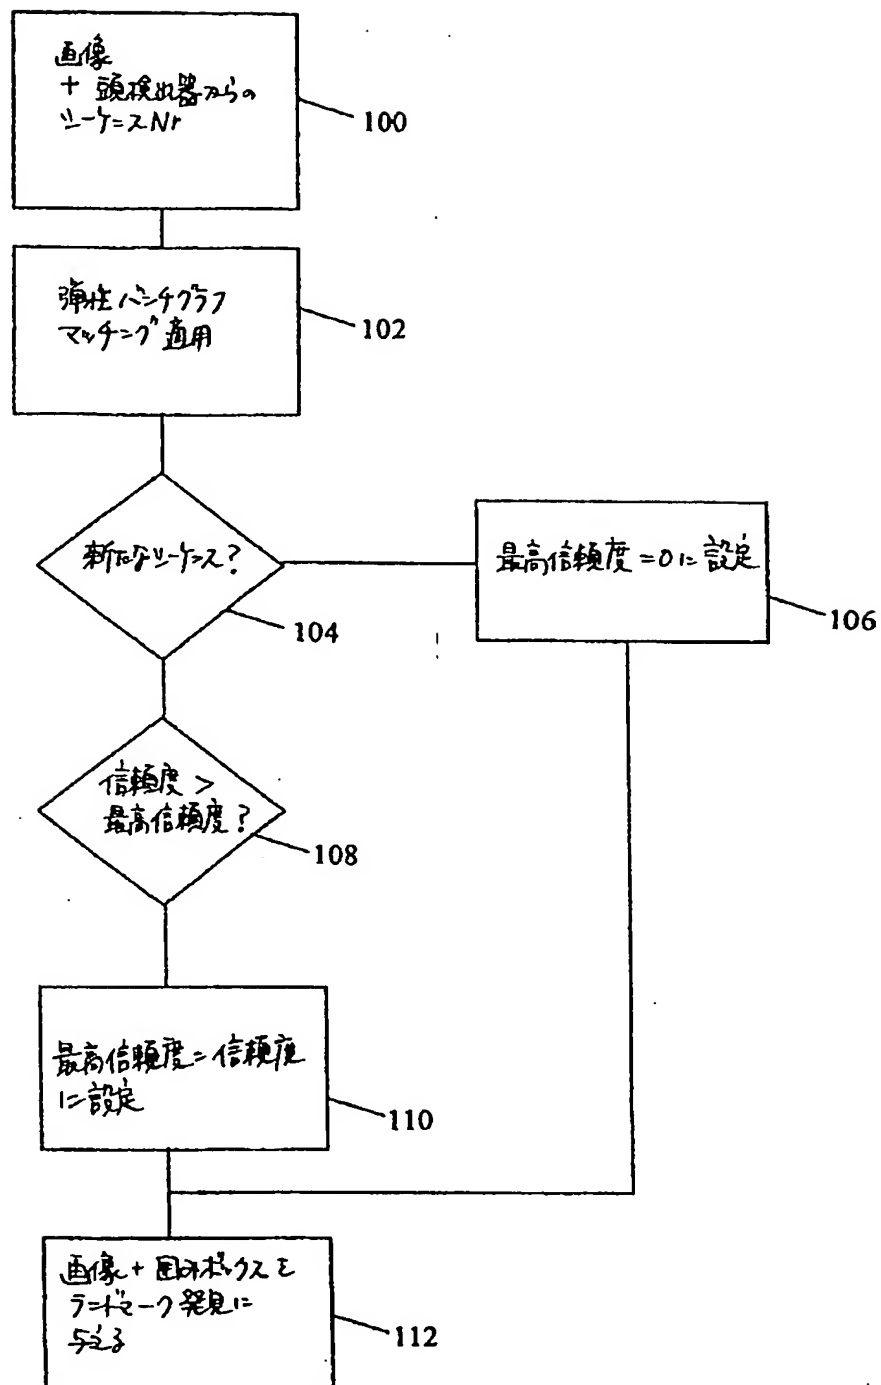 画像
+ 頭検出器からの
シーケンスNr
100
弾性バンチグラフ
マッチング適用
102
新たなシーケンス?
104
最高信頼度=0に設定
106
信頼度>
最高信頼度?
108
最高信頼度=信頼度
に設定
110
画像+囲みボックスを
ランドマーク発見に
与える
112